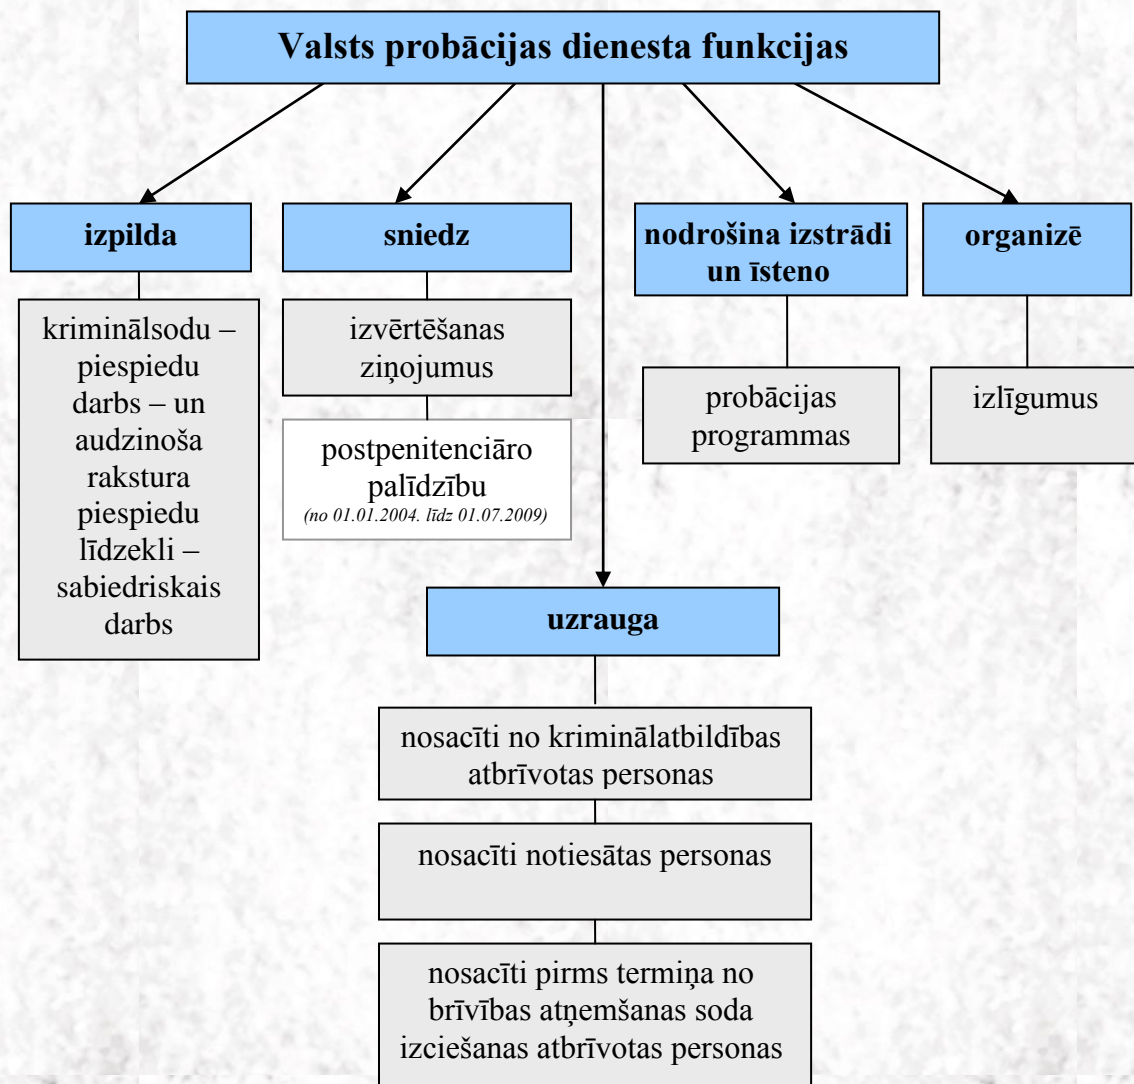 Valsts probācijas dienesta funkcijas
izpilda
kriminālsodu –
piespiedu
darbs – un
audzinoša
rakstura
piespiedu
līdzekli –
sabiedriskais
darbs
sniedz
izvērtēšanas
ziņojumus
postpenitenciāro
palīdzību
(no 01.01.2004. līdz 01.07.2009)
nodrošina izstrādi
un īsteno
probācijas
programmas
organizē
izlīgumus
uzrauga
nosacīti no kriminālatbildības
atbrīvotas personas
nosacīti notiesātas personas
nosacīti pirms termiņa no
brīvības atņemšanas soda
izciešanas atbrīvotas personas